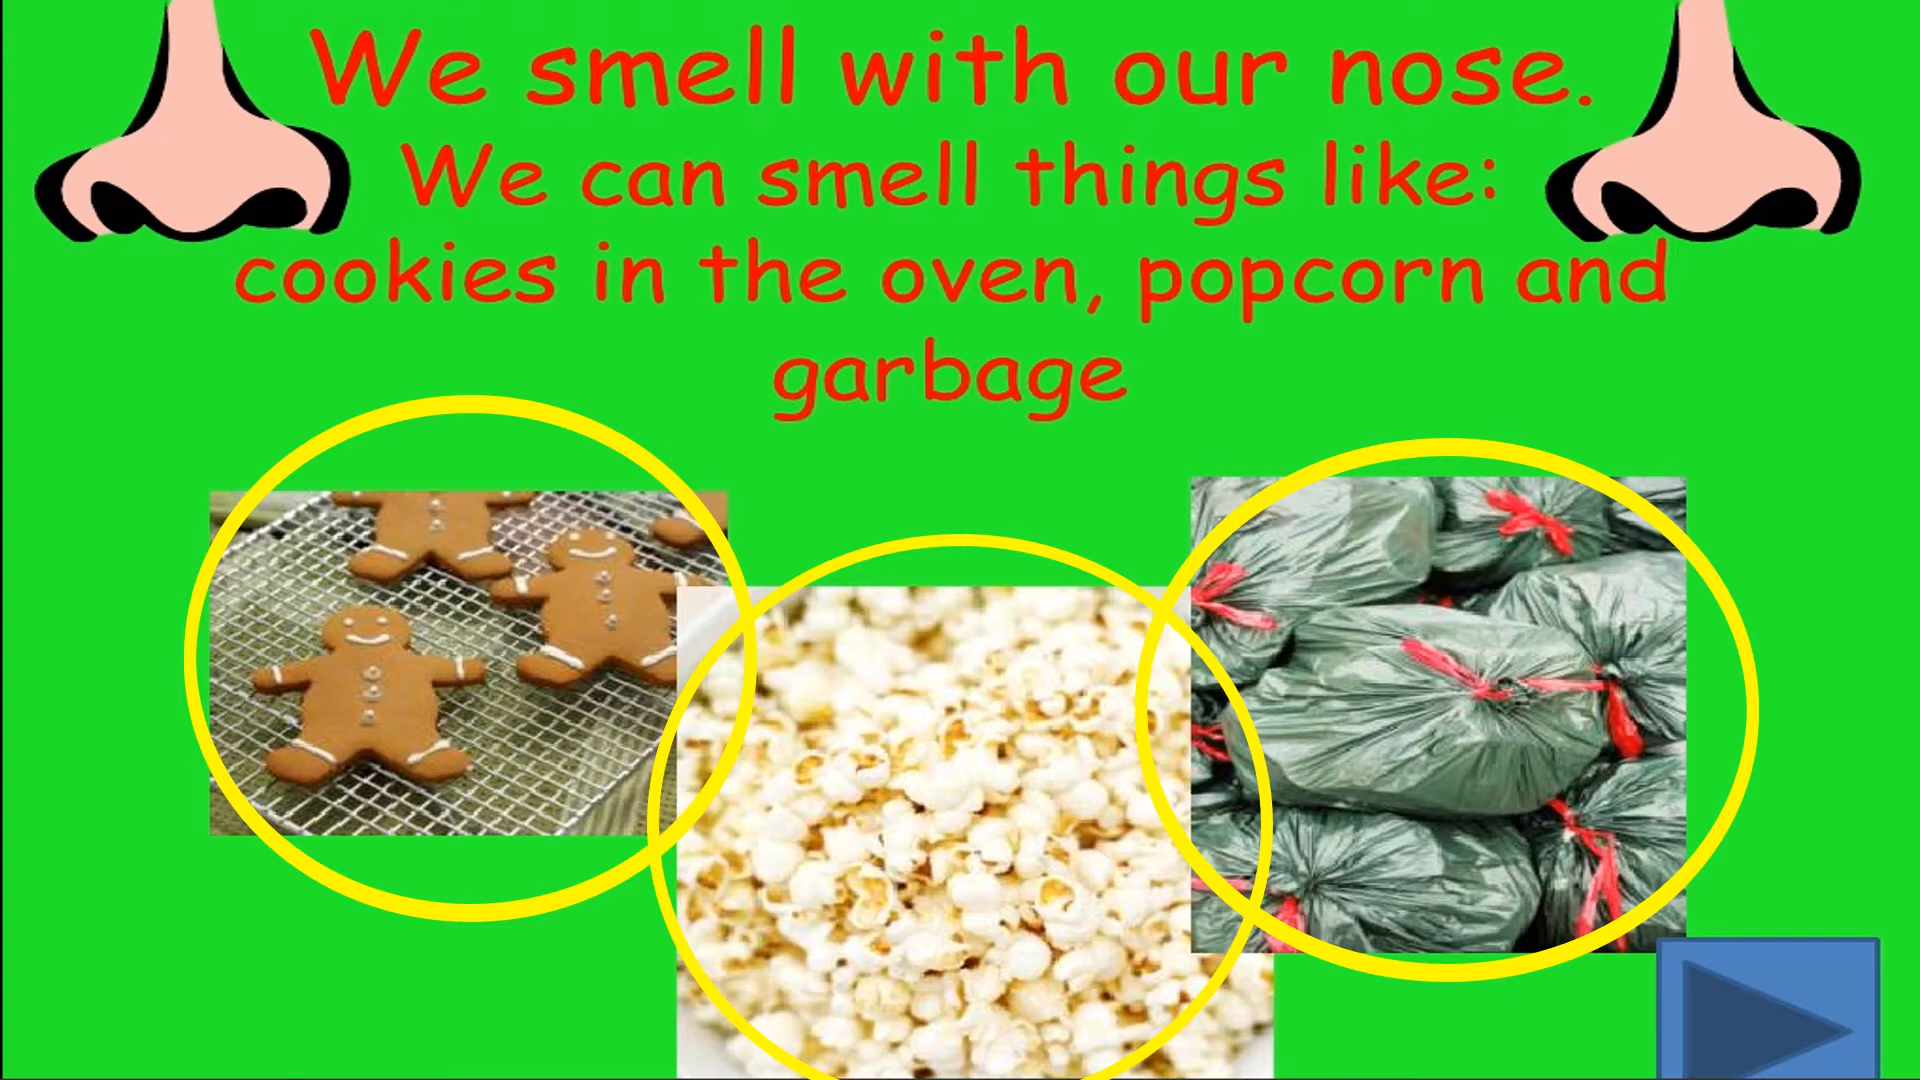 We smell with our nose.
We can smell things like:
cookies in the oven, popcorn and
garbage